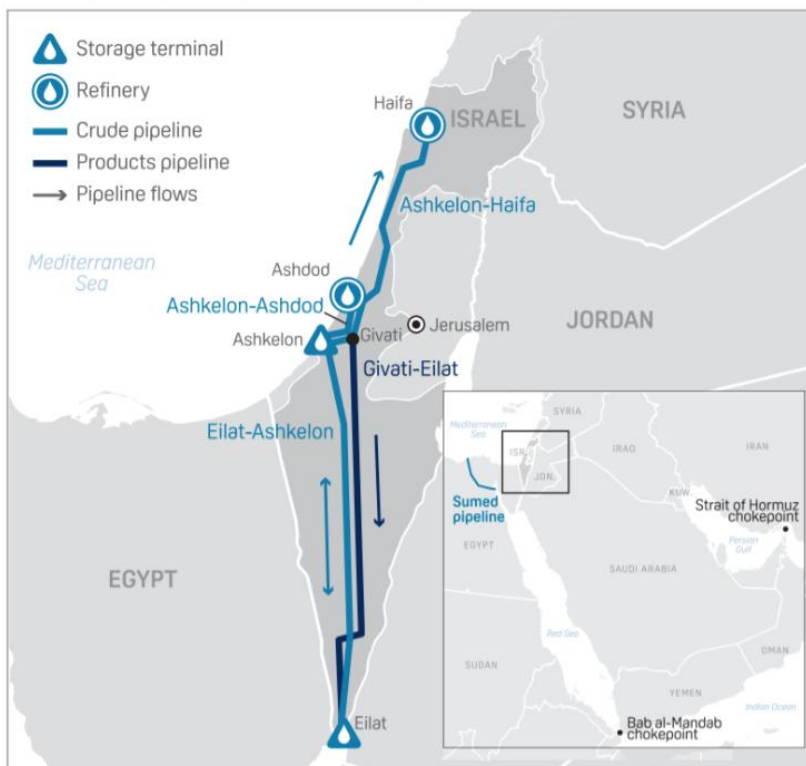 Storage terminal
Refinery
Crude pipeline
Products pipeline
Pipeline flows
Haifa
ISRAEL
SYRIA
Ashkelon-Haifa
Mediterranean
Sea
Ashdod
Ashkelon-Ashdod
Ashkelon
Givati
Jerusalem
JORDAN
Givati-Eilat
Eilat-Ashkelon
EGYPT
Eilat
Mediterranean
Sea
SYRIA
ISR.
JON.
IRAQ
IRAN
Sumed
pipeline
KUW.
Strait of Hormuz
chokepoint
Persian
Gulf
EGYPT
SAUDI ARABIA
Red Sea
OMAN
SUDAN
YEMEN
Indian Ocean
Bab al-Mandab
chokepoint